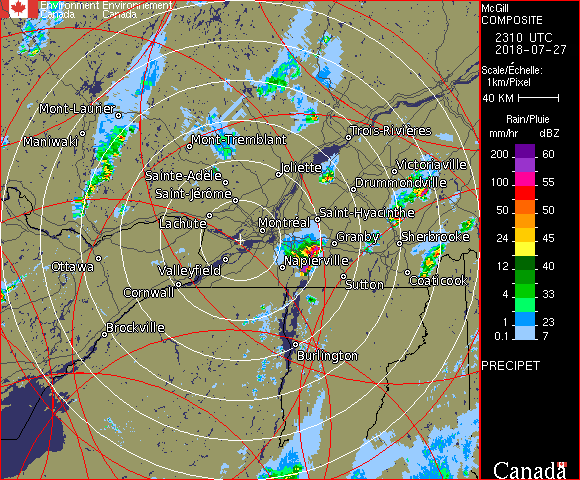 Environment Environnement
Canada Canada
McGill
COMPOSITE
2310 UTC
2018-07-27
Scale/Échelle:
1km/Pixel
40 KM
Rain/Pluie
mm/hr dBZ
200 60
100 55
50 50
24 45
12 40
4 33
1 23
0.1 7
PRECIPET
Canada
Mont-Laurier
Maniwaki
Mont-Tremblant
Trois-Rivières
Joliette
Victoriaville
Sainte-Adèle
Drummondville
Saint-Jérôme
Saint-Hyacinthe
Lachute
Montréal
Granby
Sherbrooke
Ottawa
Valleyfield
Napierville
Coaticook
Sutton
Cornwall
Brockville
Burlington